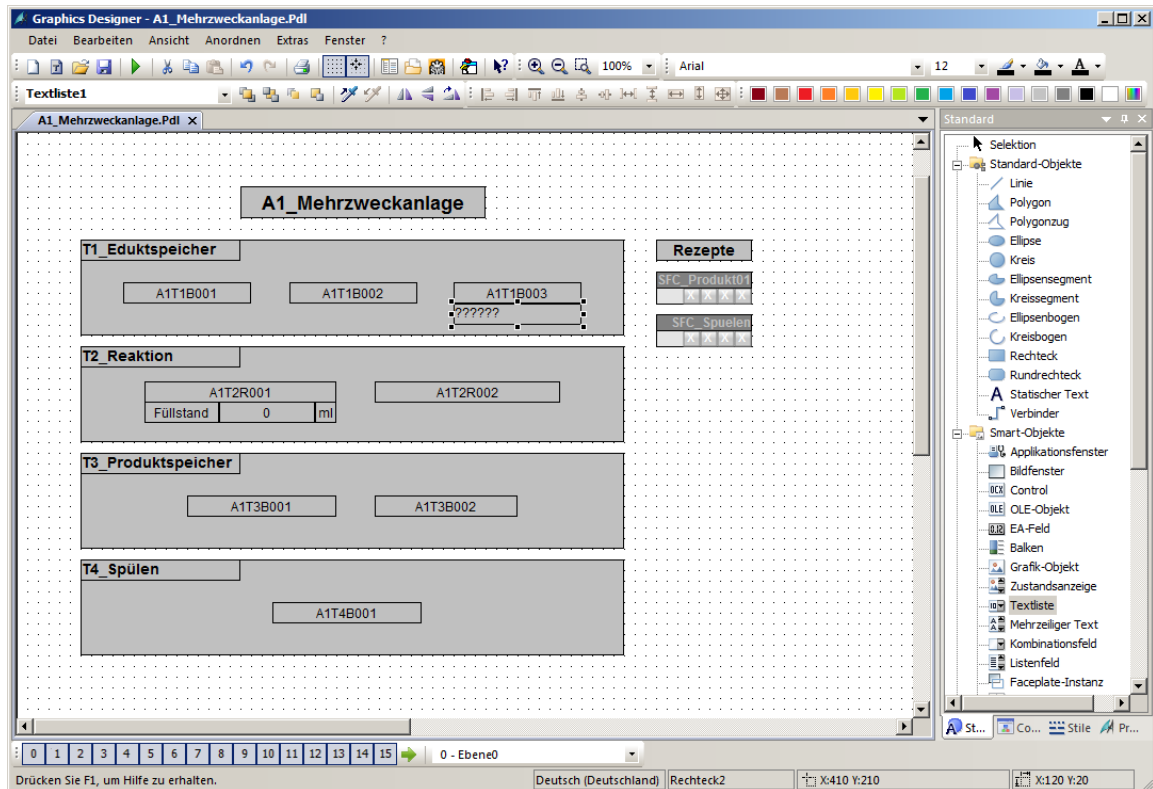 Graphics Designer - A1_Mehrzweckanlage.Pdl
Datei Bearbeiten Ansicht Anordnen Extras Fenster ?
100% Arial 12 A
Textliste1
A1_Mehrzweckanlage.Pdl X
A1_Mehrzweckanlage
T1_Eduktspeicher
A1T1B001 A1T1B002 A1T1B003
??????
Rezepte
SFC_Produkt01
X X X X
SFC_Spuelen
X X X X
T2_Reaktion
A1T2R001 A1T2R002
Füllstand 0 ml
T3_Produktspeicher
A1T3B001 A1T3B002
T4_Spülen
A1T4B001
Standard
Selektion
Standard-Objekte
Linie
Polygon
Polygonzug
Ellipse
Kreis
Ellipsensegment
Kreissegment
Ellipsenbogen
Kreisbogen
Rechteck
Rundrechteck
A Statischer Text
Verbinder
Smart-Objekte
Applikationsfenster
Bildfenster
OCX Control
OLE OLE-Objekt
0.12 EA-Feld
Balken
Grafik-Objekt
Zustandsanzeige
Textliste
Mehrzeiliger Text
Kombinationsfeld
Listenfeld
Faceplate-Instanz
St... Co... Stile Pr...
0 1 2 3 4 5 6 7 8 9 10 11 12 13 14 15 0 - Ebene0
Drücken Sie F1, um Hilfe zu erhalten. Deutsch (Deutschland) Rechteck2 X:410 Y:210 X:120 Y:20